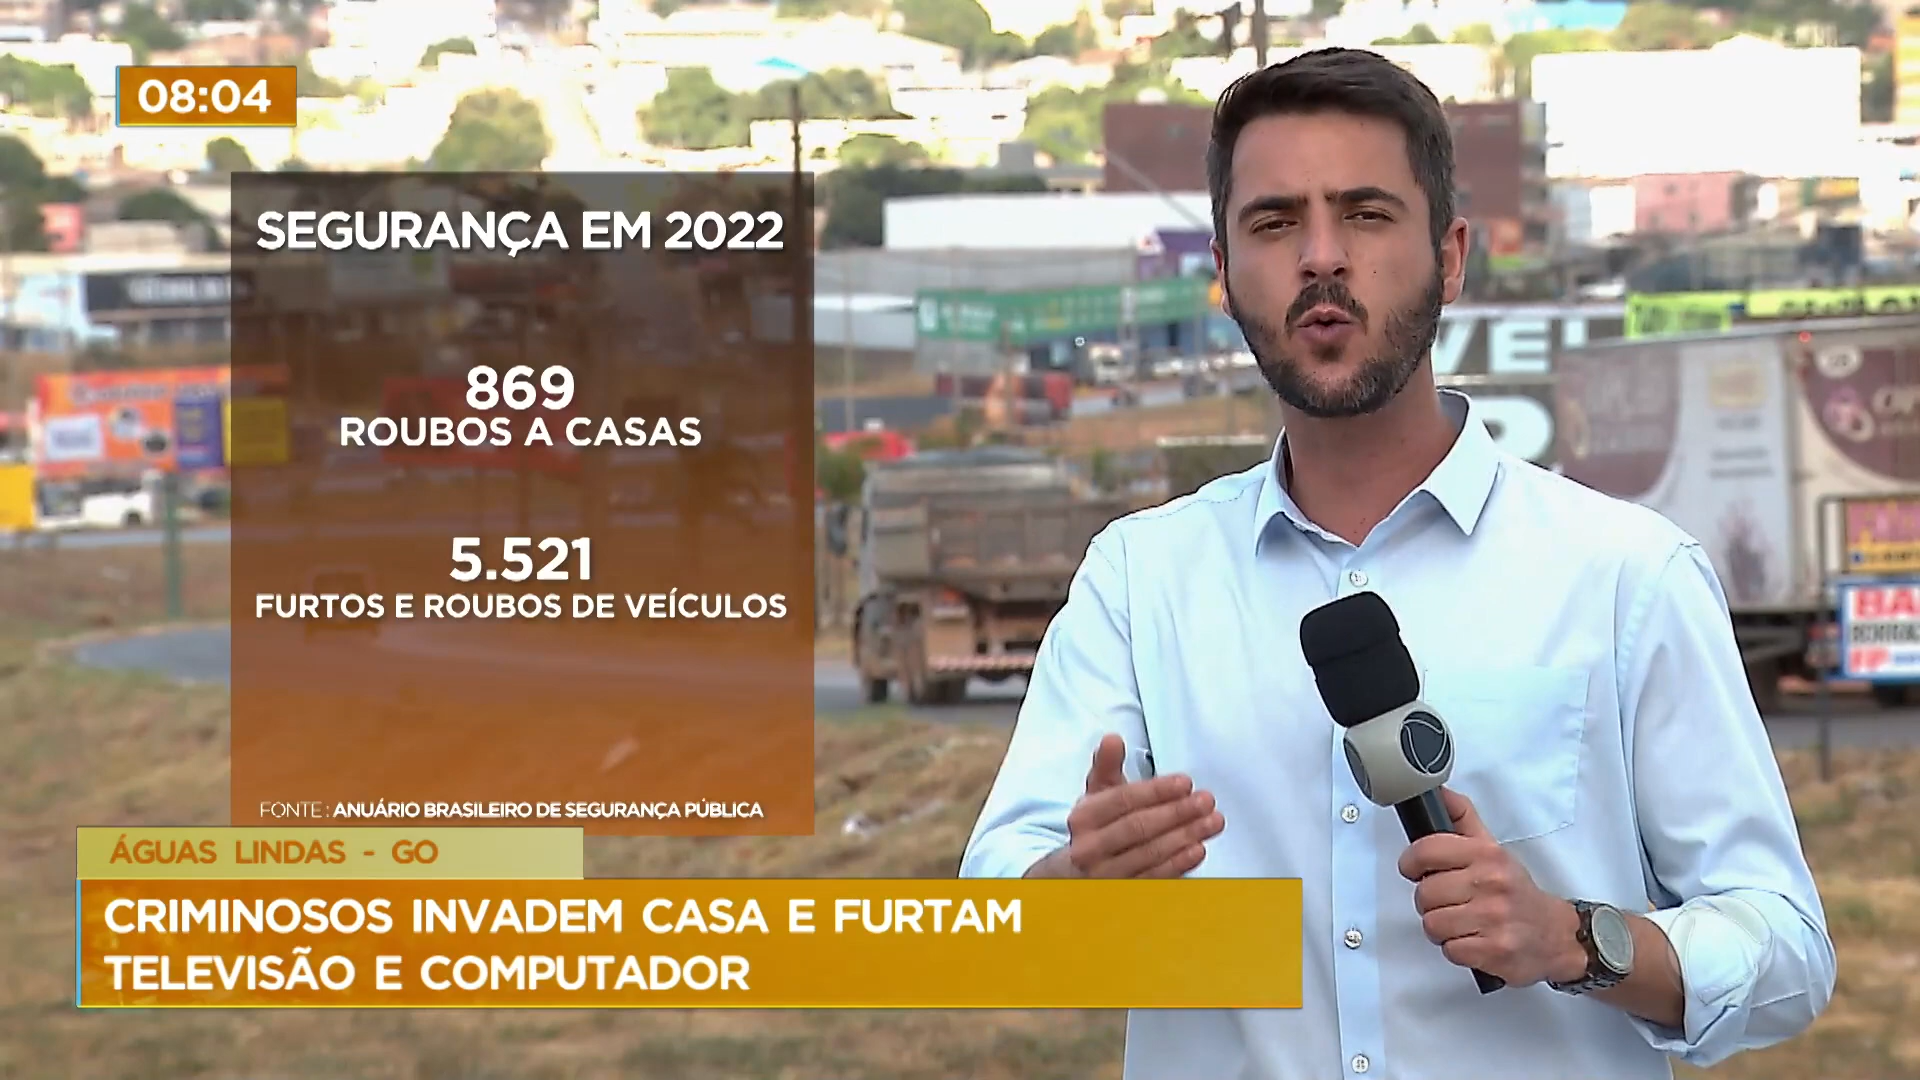 08:04
SEGURANÇA EM 2022
869
ROUBOS A CASAS
5.521
FURTOS E ROUBOS DE VEÍCULOS
FONTE: ANUÁRIO BRASILEIRO DE SEGURANÇA PÚBLICA
ÁGUAS LINDAS - GO
CRIMINOSOS INVADEM CASA E FURTAM
TELEVISÃO E COMPUTADOR